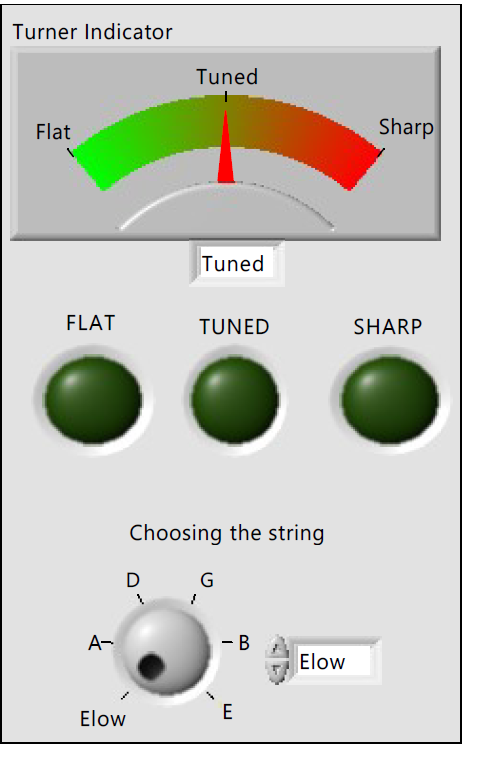 Turner Indicator
Tuned
Flat
Sharp
Tuned
FLAT
TUNED
SHARP
Choosing the string
D
G
A
B
Elow
Elow
E